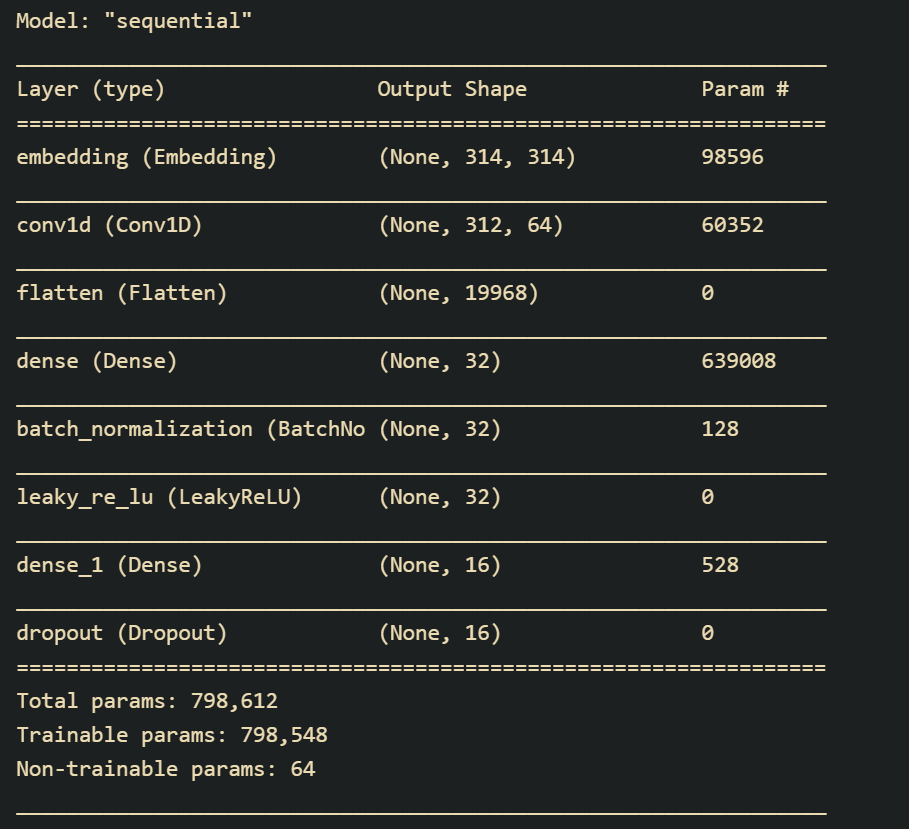 Model: "sequential"
_________________________________________________________________
Layer (type)                 Output Shape              Param #
=================================================================
embedding (Embedding)        (None, 314, 314)          98596
_________________________________________________________________
conv1d (Conv1D)              (None, 312, 64)           60352
_________________________________________________________________
flatten (Flatten)            (None, 19968)             0
_________________________________________________________________
dense (Dense)                (None, 32)                639008
_________________________________________________________________
batch_normalization (BatchNo (None, 32)                128
_________________________________________________________________
leaky_re_lu (LeakyReLU)      (None, 32)                0
_________________________________________________________________
dense_1 (Dense)              (None, 16)                528
_________________________________________________________________
dropout (Dropout)            (None, 16)                0
=================================================================
Total params: 798,612
Trainable params: 798,548
Non-trainable params: 64
_________________________________________________________________